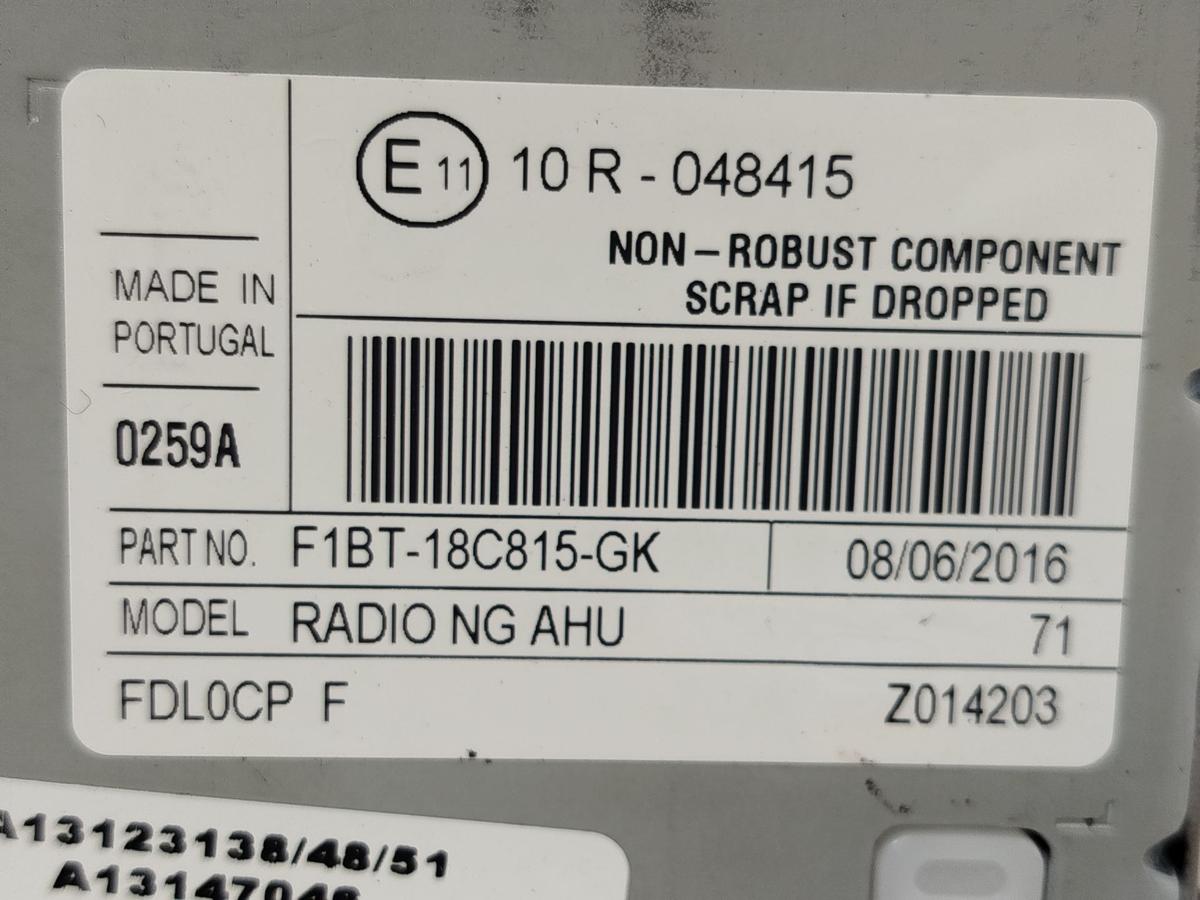 E 11 10 R - 048415
NON-ROBUST COMPONENT
SCRAP IF DROPPED
MADE IN
PORTUGAL
0259A
PART NO. F1BT-18C815-GK 08/06/2016
MODEL RADIO NG AHU 71
FDL0CP F Z014203
A13123138/48/51